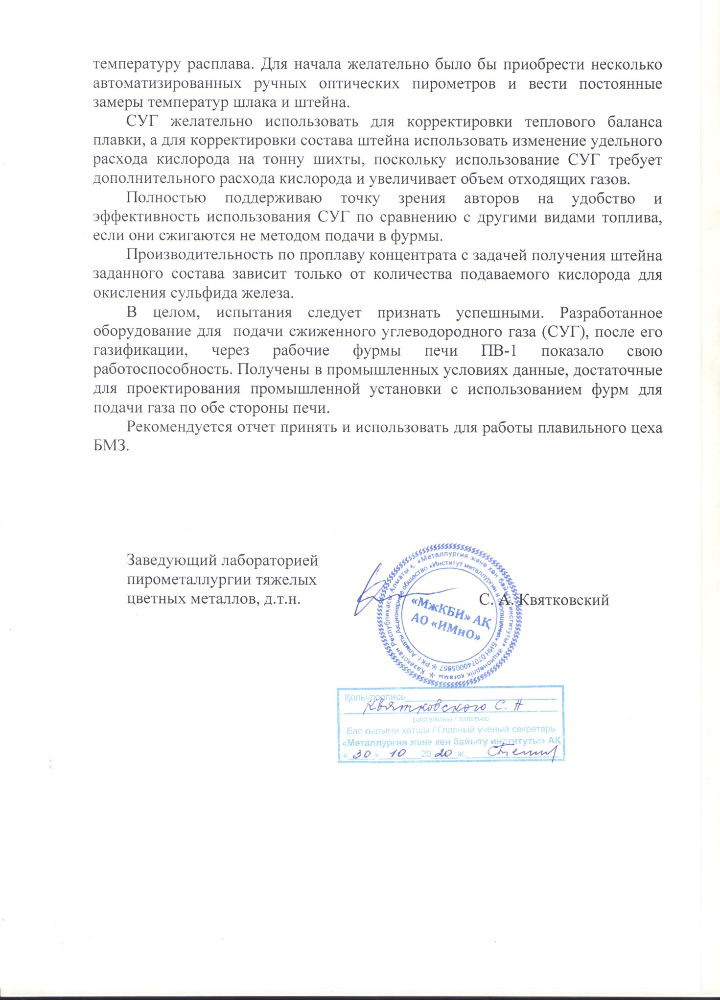 температуру расплава. Для начала желательно было бы приобрести несколько
автоматизированных ручных оптических пирометров и вести постоянные
замеры температур шлака и штейна.
СУГ желательно использовать для корректировки теплового баланса
плавки, а для корректировки состава штейна использовать изменение удельного
расхода кислорода на тонну шихты, поскольку использование СУГ требует
дополнительного расхода кислорода и увеличивает объем отходящих газов.
Полностью поддерживаю точку зрения авторов на удобство и
эффективность использования СУГ по сравнению с другими видами топлива,
если они сжигаются не методом подачи в фурмы.
Производительность по проплаву концентрата с задачей получения штейна
заданного состава зависит только от количества подаваемого кислорода для
окисления сульфида железа.
В целом, испытания следует признать успешными. Разработанное
оборудование для подачи сжиженного углеводородного газа (СУГ), после его
газификации, через рабочие фурмы печи ПВ-1 показало свою
работоспособность. Получены в промышленных условиях данные, достаточные
для проектирования промышленной установки с использованием фурм для
подачи газа по обе стороны печи.
Рекомендуется отчет принять и использовать для работы плавильного цеха
БМЗ.
Заведующий лабораторией
пирометаллургии тяжелых
цветных металлов, д.т.н.
С. А. Квятковский
Қазақстан Республикасы Алматы қ. «Металлургия және кен байыту институты» акционерлік қоғамы
РК г. Алматы Акционерное общество «Институт металлургии и обогащения» БИН
«МжКБИ» АҚ
АО «ИМиО»
Қолы/подпись
Квятковского С. А
растаймын / заверяю
Бас ғылыми хатшы / Главный ученый секретарь
«Металлургия және кен байыту институты» АҚ
«30» 10 2020 ж.